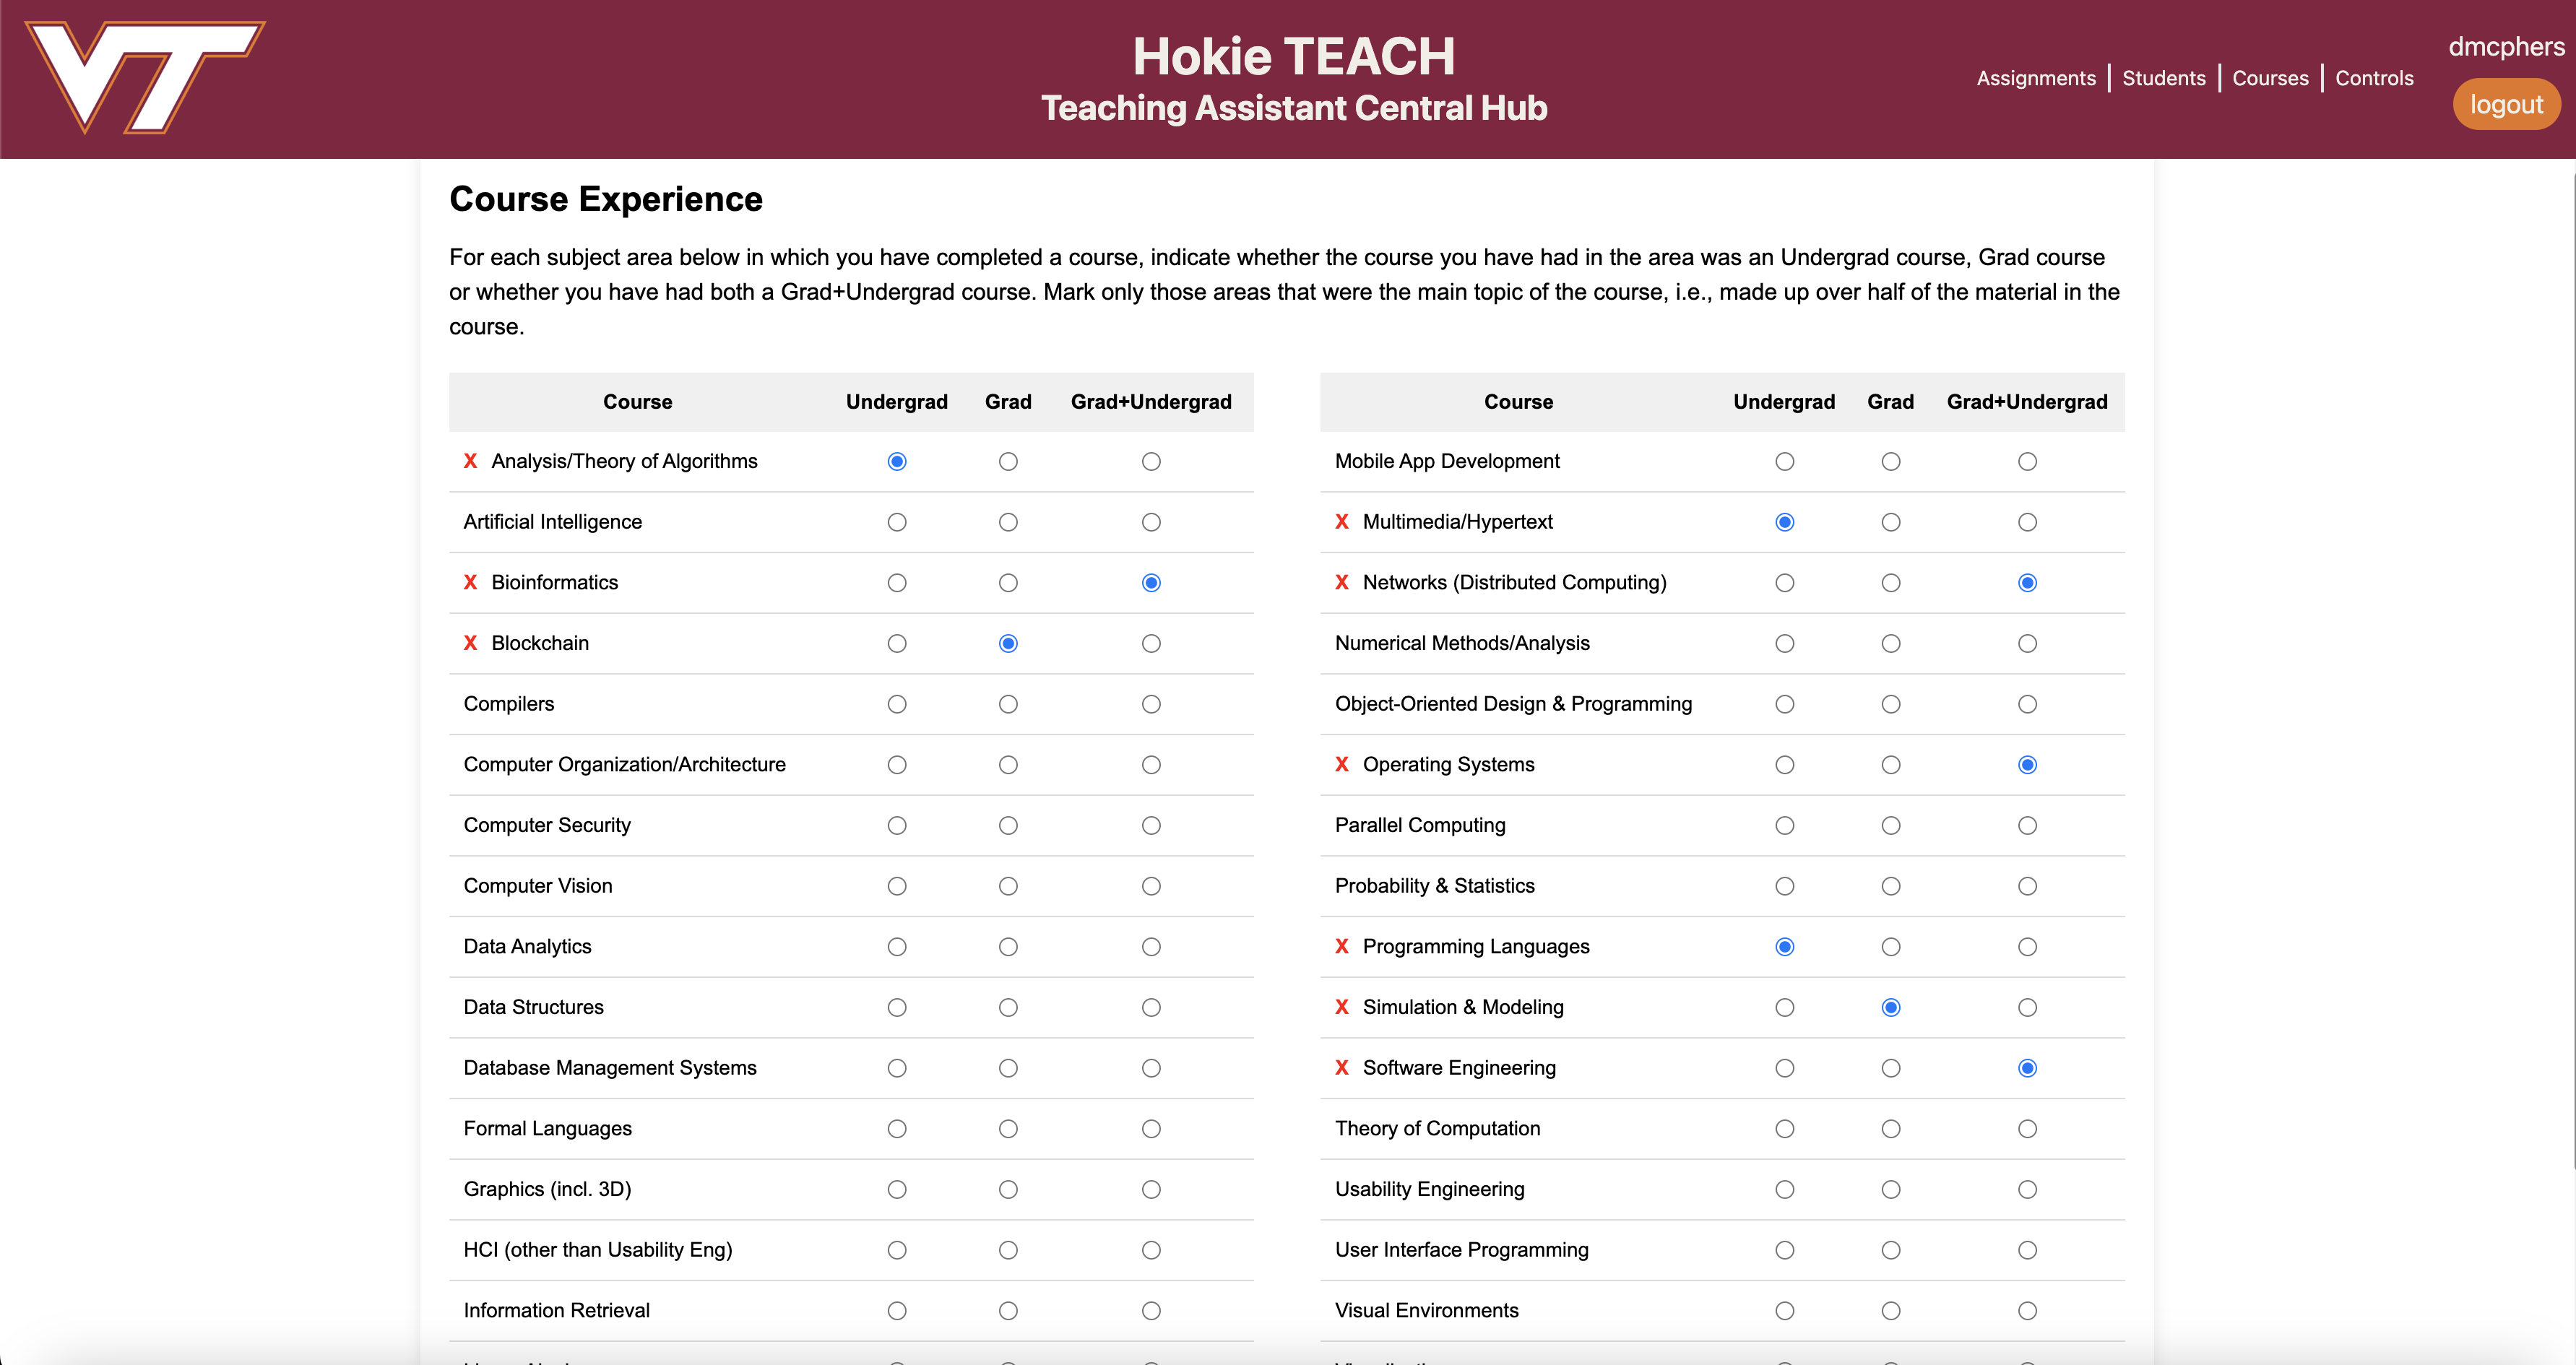 VT
Hokie TEACH
Teaching Assistant Central Hub
Assignments | Students | Courses | Controls
dmcphers
logout
Course Experience
For each subject area below in which you have completed a course, indicate whether the course you have had in the area was an Undergrad course, Grad course
or whether you have had both a Grad+Undergrad course. Mark only those areas that were the main topic of the course, i.e., made up over half of the material in the
course.
Course Undergrad Grad Grad+Undergrad
X Analysis/Theory of Algorithms
Artificial Intelligence
X Bioinformatics
X Blockchain
Compilers
Computer Organization/Architecture
Computer Security
Computer Vision
Data Analytics
Data Structures
Database Management Systems
Formal Languages
Graphics (incl. 3D)
HCI (other than Usability Eng)
Information Retrieval
Course Undergrad Grad Grad+Undergrad
Mobile App Development
X Multimedia/Hypertext
X Networks (Distributed Computing)
Numerical Methods/Analysis
Object-Oriented Design & Programming
X Operating Systems
Parallel Computing
Probability & Statistics
X Programming Languages
X Simulation & Modeling
X Software Engineering
Theory of Computation
Usability Engineering
User Interface Programming
Visual Environments